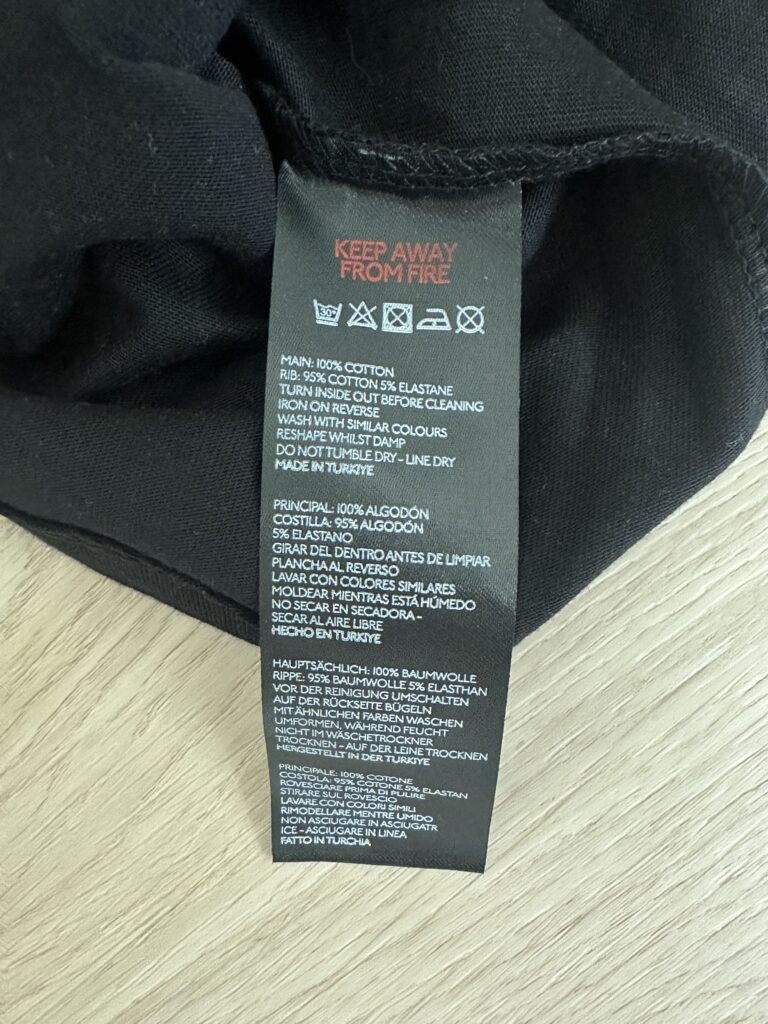 KEEP AWAY
FROM FIRE
30°
MAIN: 100% COTTON
RIB: 95% COTTON 5% ELASTANE
TURN INSIDE OUT BEFORE CLEANING
IRON ON REVERSE
WASH WITH SIMILAR COLOURS
RESHAPE WHILST DAMP
DO NOT TUMBLE DRY – LINE DRY
MADE IN TURKIYE
PRINCIPAL: 100% ALGODÓN
COSTILLA: 95% ALGODÓN
5% ELASTANO
GIRAR DEL DENTRO ANTES DE LIMPIAR
PLANCHA AL REVERSO
LAVAR CON COLORES SIMILARES
MOLDEAR MIENTRAS ESTÁ HÚMEDO
NO SECAR EN SECADORA –
SECAR AL AIRE LIBRE
HECHO EN TURKIYE
HAUPTSÄCHLICH: 100% BAUMWOLLE
RIPPE: 95% BAUMWOLLE 5% ELASTHAN
VOR DER REINIGUNG UMSCHALTEN
AUF DER RÜCKSEITE BÜGELN
MIT ÄHNLICHEN FARBEN WASCHEN
UMFORMEN, WÄHREND FEUCHT
NICHT IM WÄSCHETROCKNER
TROCKNEN – AUF DER LEINE TROCKNEN
HERGESTELLT IN DER TURKIYE
PRINCIPALE: 100% COTONE
COSTOLA: 95% COTONE 5% ELASTAN
ROVESCIARE PRIMA DI PULIRE
STIRARE SUL ROVESCIO
LAVARE CON COLORI SIMILI
RIMODELLARE MENTRE UMIDO
NON ASCIUGARE IN ASCIUGATR
ICE – ASCIUGARE IN LINEA
FATTO IN TURCHIA